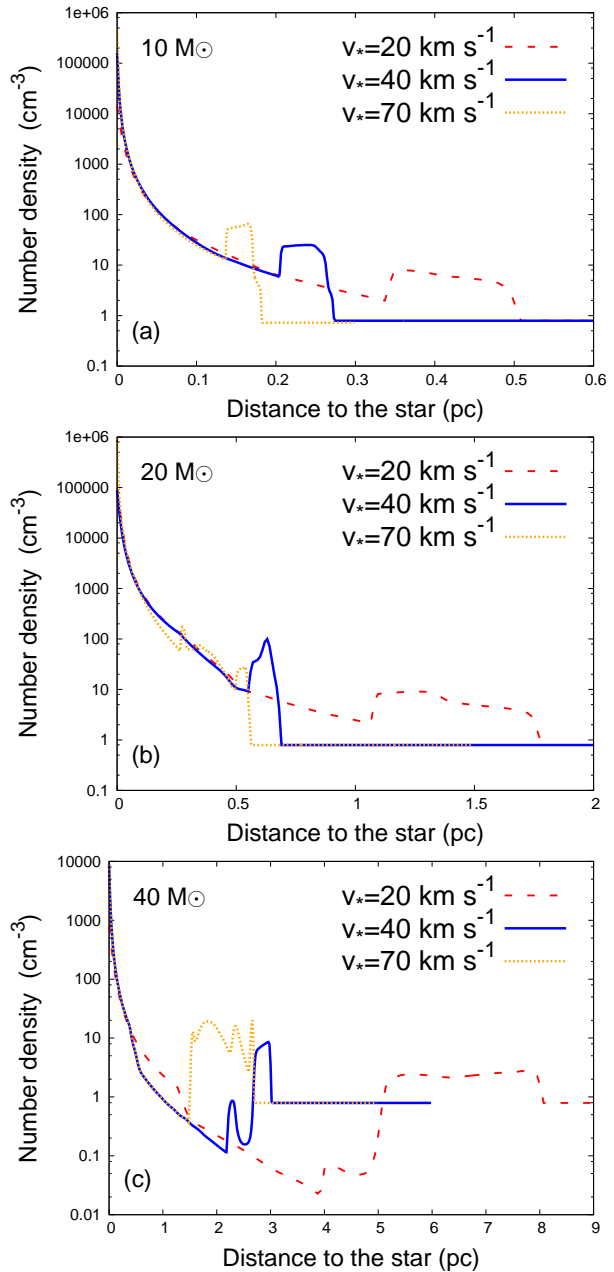 10 M☉
v*=20 km s-1
v*=40 km s-1
v*=70 km s-1
Number density (cm-3)
1e+06
100000
10000
1000
100
10
1
0.1
(a)
0 0.1 0.2 0.3 0.4 0.5 0.6
Distance to the star (pc)
20 M☉
v*=20 km s-1
v*=40 km s-1
v*=70 km s-1
Number density (cm-3)
1e+06
100000
10000
1000
100
10
1
0.1
(b)
0 0.5 1 1.5 2
Distance to the star (pc)
40 M☉
v*=20 km s-1
v*=40 km s-1
v*=70 km s-1
Number density (cm-3)
10000
1000
100
10
1
0.1
0.01
(c)
0 1 2 3 4 5 6 7 8 9
Distance to the star (pc)